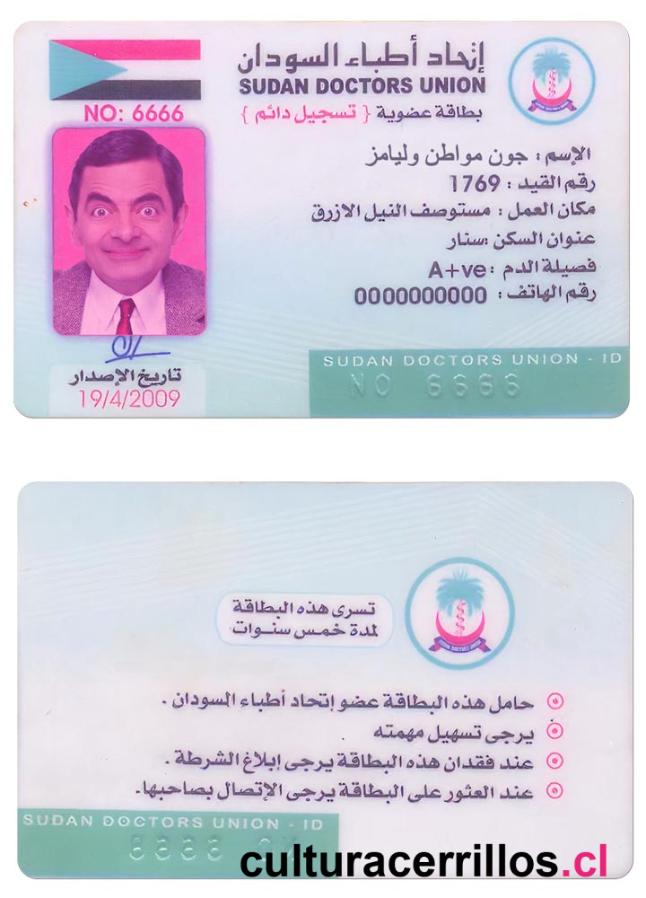 إتحاد أطباء السودان
SUDAN DOCTORS UNION
بطاقة عضوية { تسجيل دائم }
NO: 6666
الإسم : جون مواطن وليامز
رقم القيد : 1769
مكان العمل : مستوصف النيل الازرق
عنوان السكن :سنار
فصيلة الدم : A+ve
رقم الهاتف : 0000000000
تاريخ الإصدار
19/4/2009
SUDAN DOCTORS UNION - ID
NO 6666
تسرى هذه البطاقة
لمدة خمس سنوات
SUDAN DOCTORS UNION
حامل هذه البطاقة عضو إتحاد أطباء السودان .
يرجى تسهيل مهمته
عند فقدان هذه البطاقة يرجى إبلاغ الشرطة .
عند العثور على البطاقة يرجى الإتصال بصاحبها.
SUDAN DOCTORS UNION - ID
culturacerrillos.cl